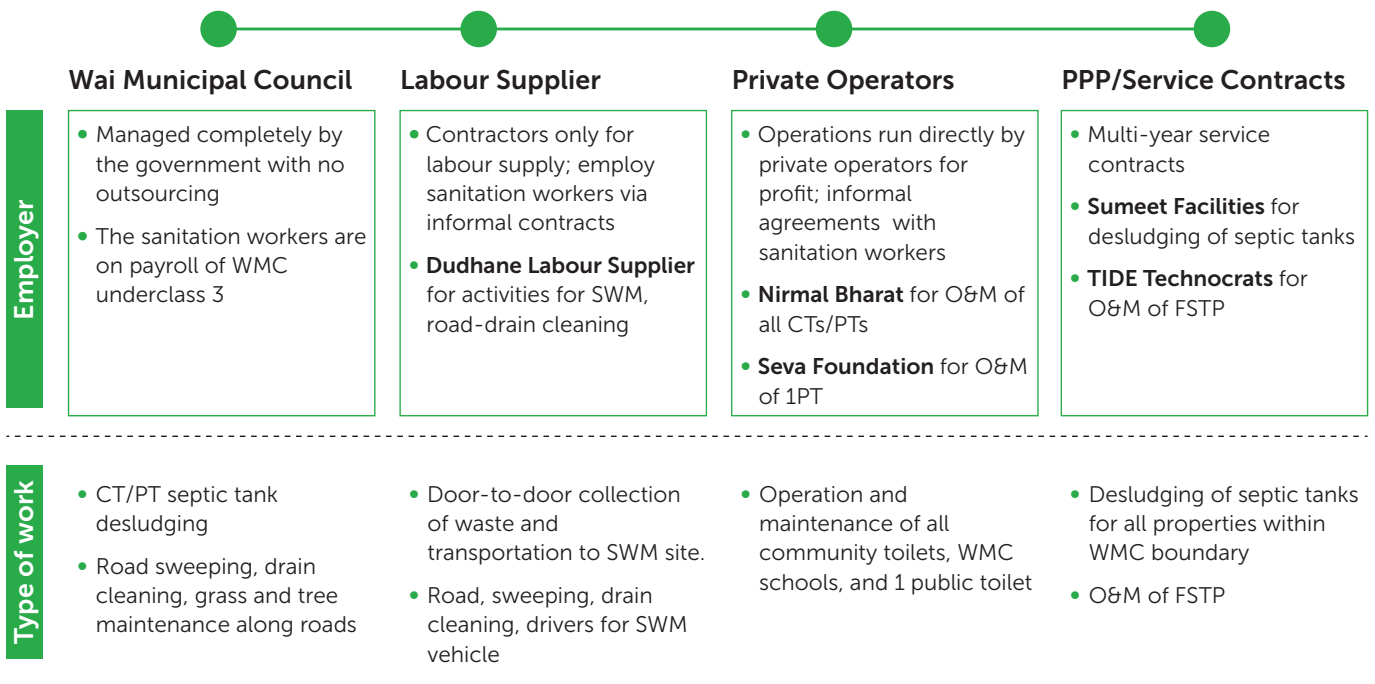 Wai Municipal Council
Labour Supplier
Private Operators
PPP/Service Contracts
Employer
• Managed completely by
the government with no
outsourcing
• The sanitation workers are
on payroll of WMC
underclass 3
• Contractors only for
labour supply; employ
sanitation workers via
informal contracts
• Dudhane Labour Supplier
for activities for SWM,
road-drain cleaning
• Operations run directly by
private operators for
profit; informal
agreements with
sanitation workers
• Nirmal Bharat for O&M of
all CTs/PTs
• Seva Foundation for O&M
of 1PT
• Multi-year service
contracts
• Sumeet Facilities for
desludging of septic tanks
• TIDE Technocrats for
O&M of FSTP
Type of work
• CT/PT septic tank
desludging
• Road sweeping, drain
cleaning, grass and tree
maintenance along roads
• Door-to-door collection
of waste and
transportation to SWM site.
• Road, sweeping, drain
cleaning, drivers for SWM
vehicle
• Operation and
maintenance of all
community toilets, WMC
schools, and 1 public toilet
• Desludging of septic tanks
for all properties within
WMC boundary
• O&M of FSTP